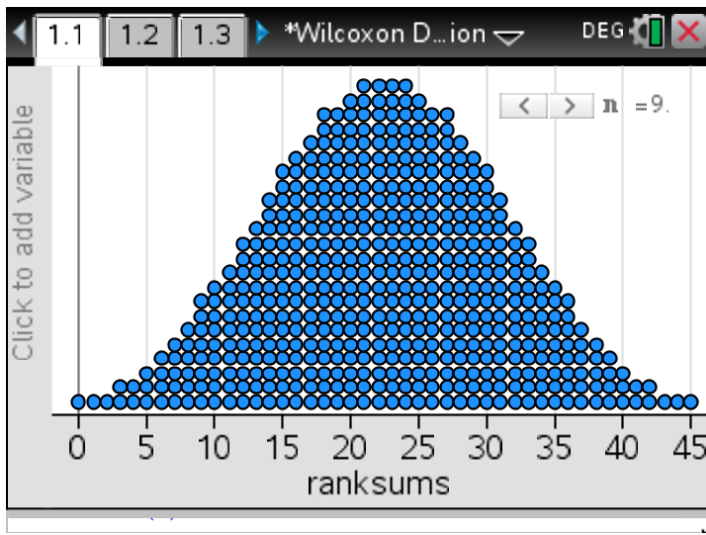 1.1 1.2 1.3 *Wilcoxon D...ion DEG
Click to add variable
n =9.
0 5 10 15 20 25 30 35 40 45
ranksums